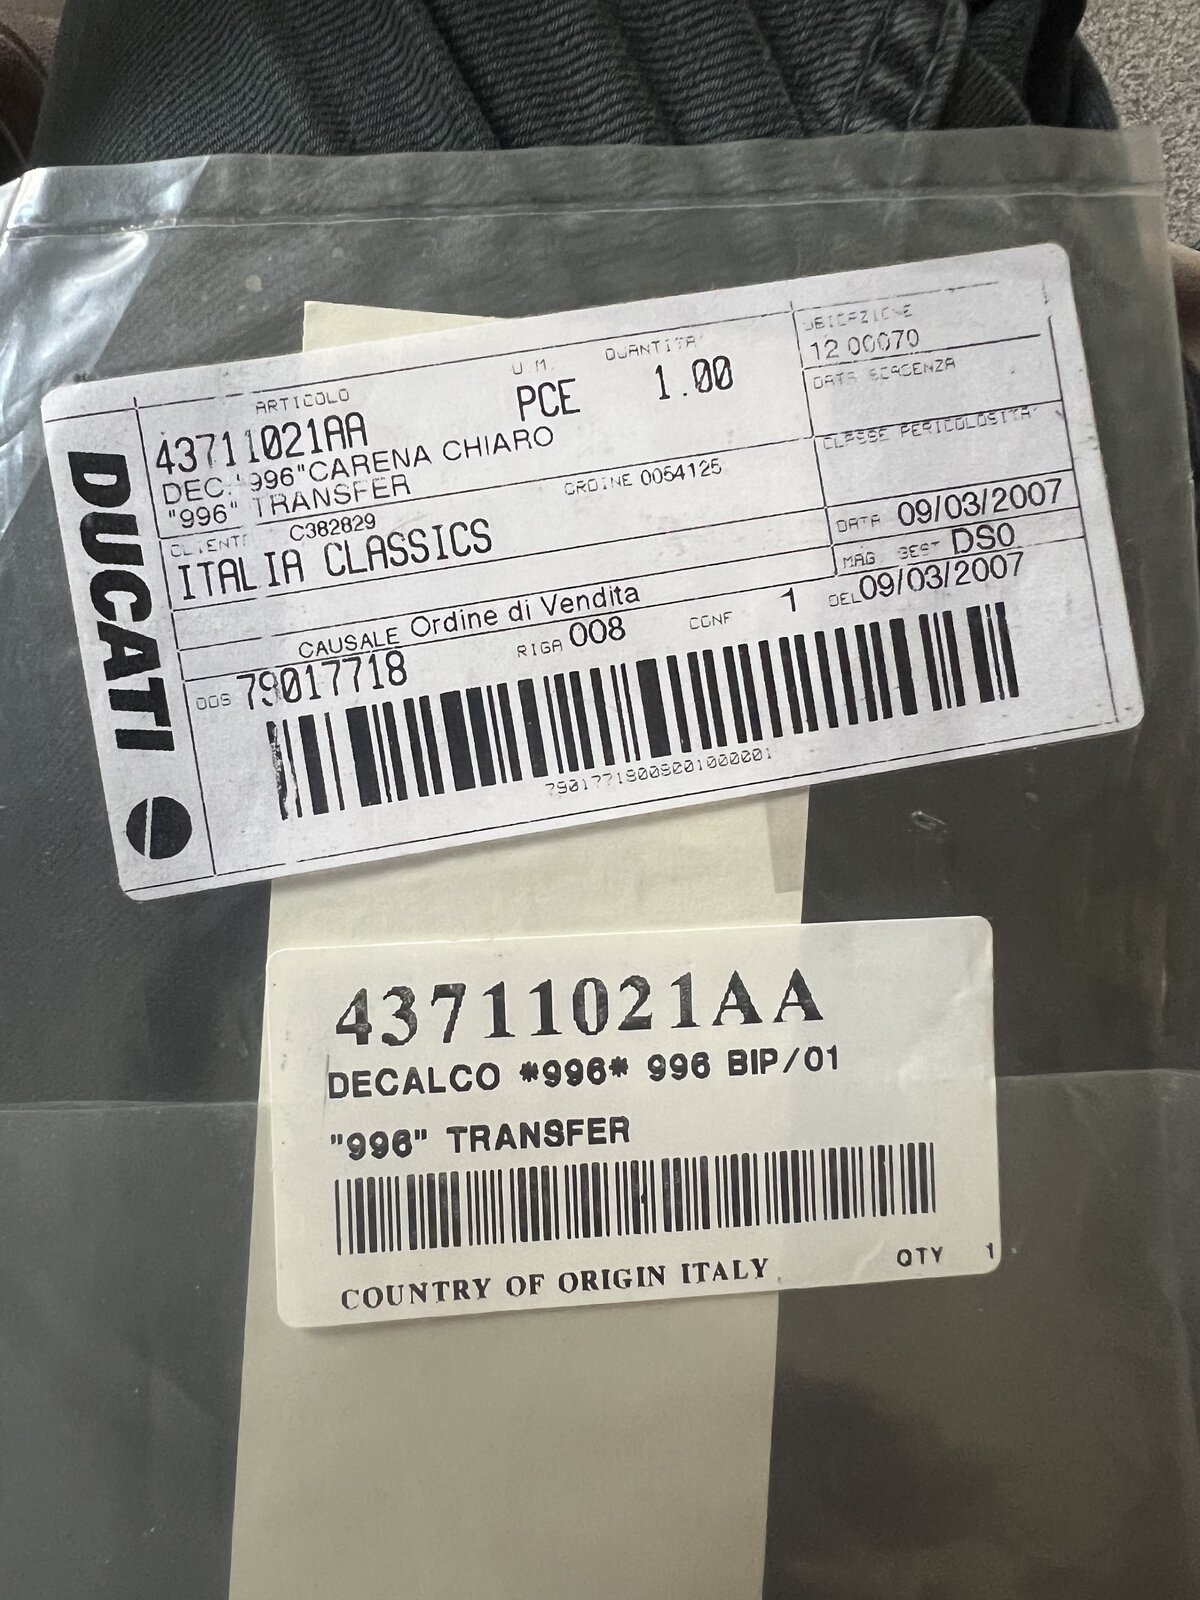 DUCATI
ARTICOLO
U.M.
QUANTITA'
UBICAZIONE
43711021AA
PCE
1.00
12 00070
DEC. "996"CARENA CHIARO
DATA SCADENZA
"996" TRANSFER
CLASSE PERICOLOSITA'
CLIENTE C382829
ORDINE 0054125
ITALIA CLASSICS
DATA 09/03/2007
CAUSALE Ordine di Vendita
MAG DEST DS0
DDS 79017718
RIGA 008
CONF 1
DEL 09/03/2007
79017718008001000001
43711021AA
DECALCO *996* 996 BIP/01
"996" TRANSFER
COUNTRY OF ORIGIN ITALY
QTY 1